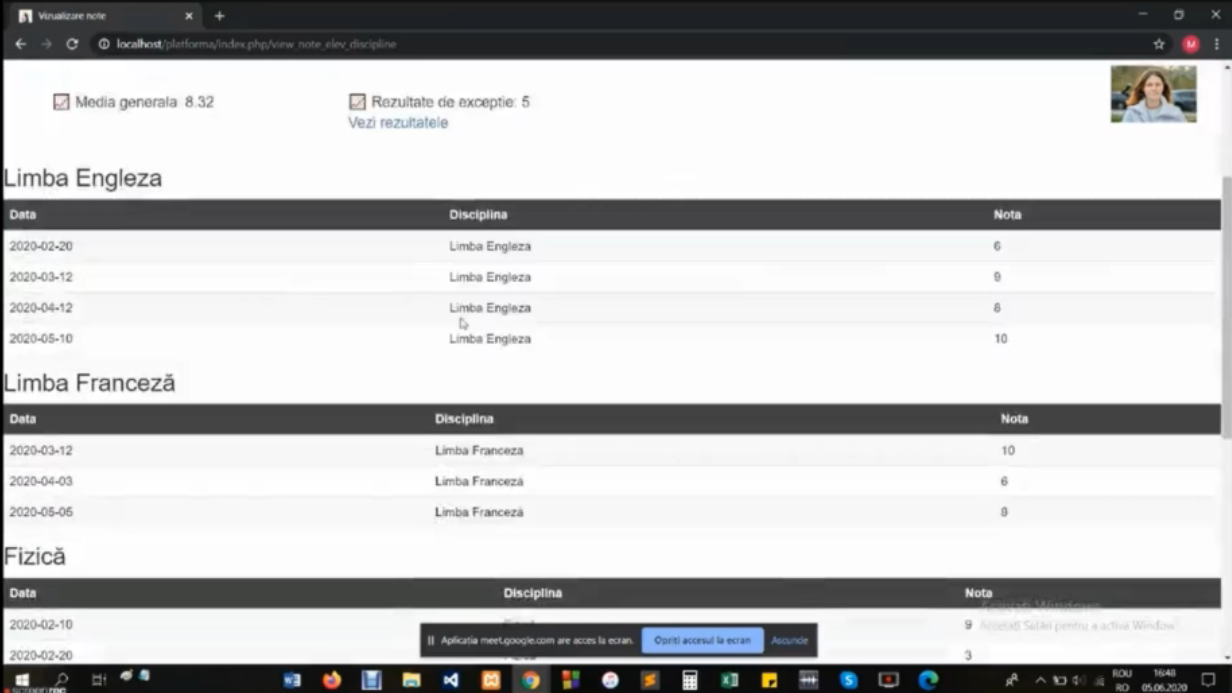 Vizualizare note
localhost/platforma/index.php/view_note_elev_discipline
M
Media generala 8.32
Rezultate de exceptie: 5
Vezi rezultatele
Limba Engleza
Data Disciplina Nota
2020-02-20 Limba Engleza 6
2020-03-12 Limba Engleza 9
2020-04-12 Limba Engleza 8
2020-05-10 Limba Engleza 10
Limba Franceză
Data Disciplina Nota
2020-03-12 Limba Franceza 10
2020-04-03 Limba Franceză 6
2020-05-05 Limba Franceză
Fizică
Data Disciplina Nota
2020-02-10 9
2020-02-20 3
Activați Windows
Accesați Setări pentru a activa Windows
Aplicația meet.google.com are acces la ecran.
Opriți accesul la ecran
Ascunde
ROU
RO
16:48
05.06.2020